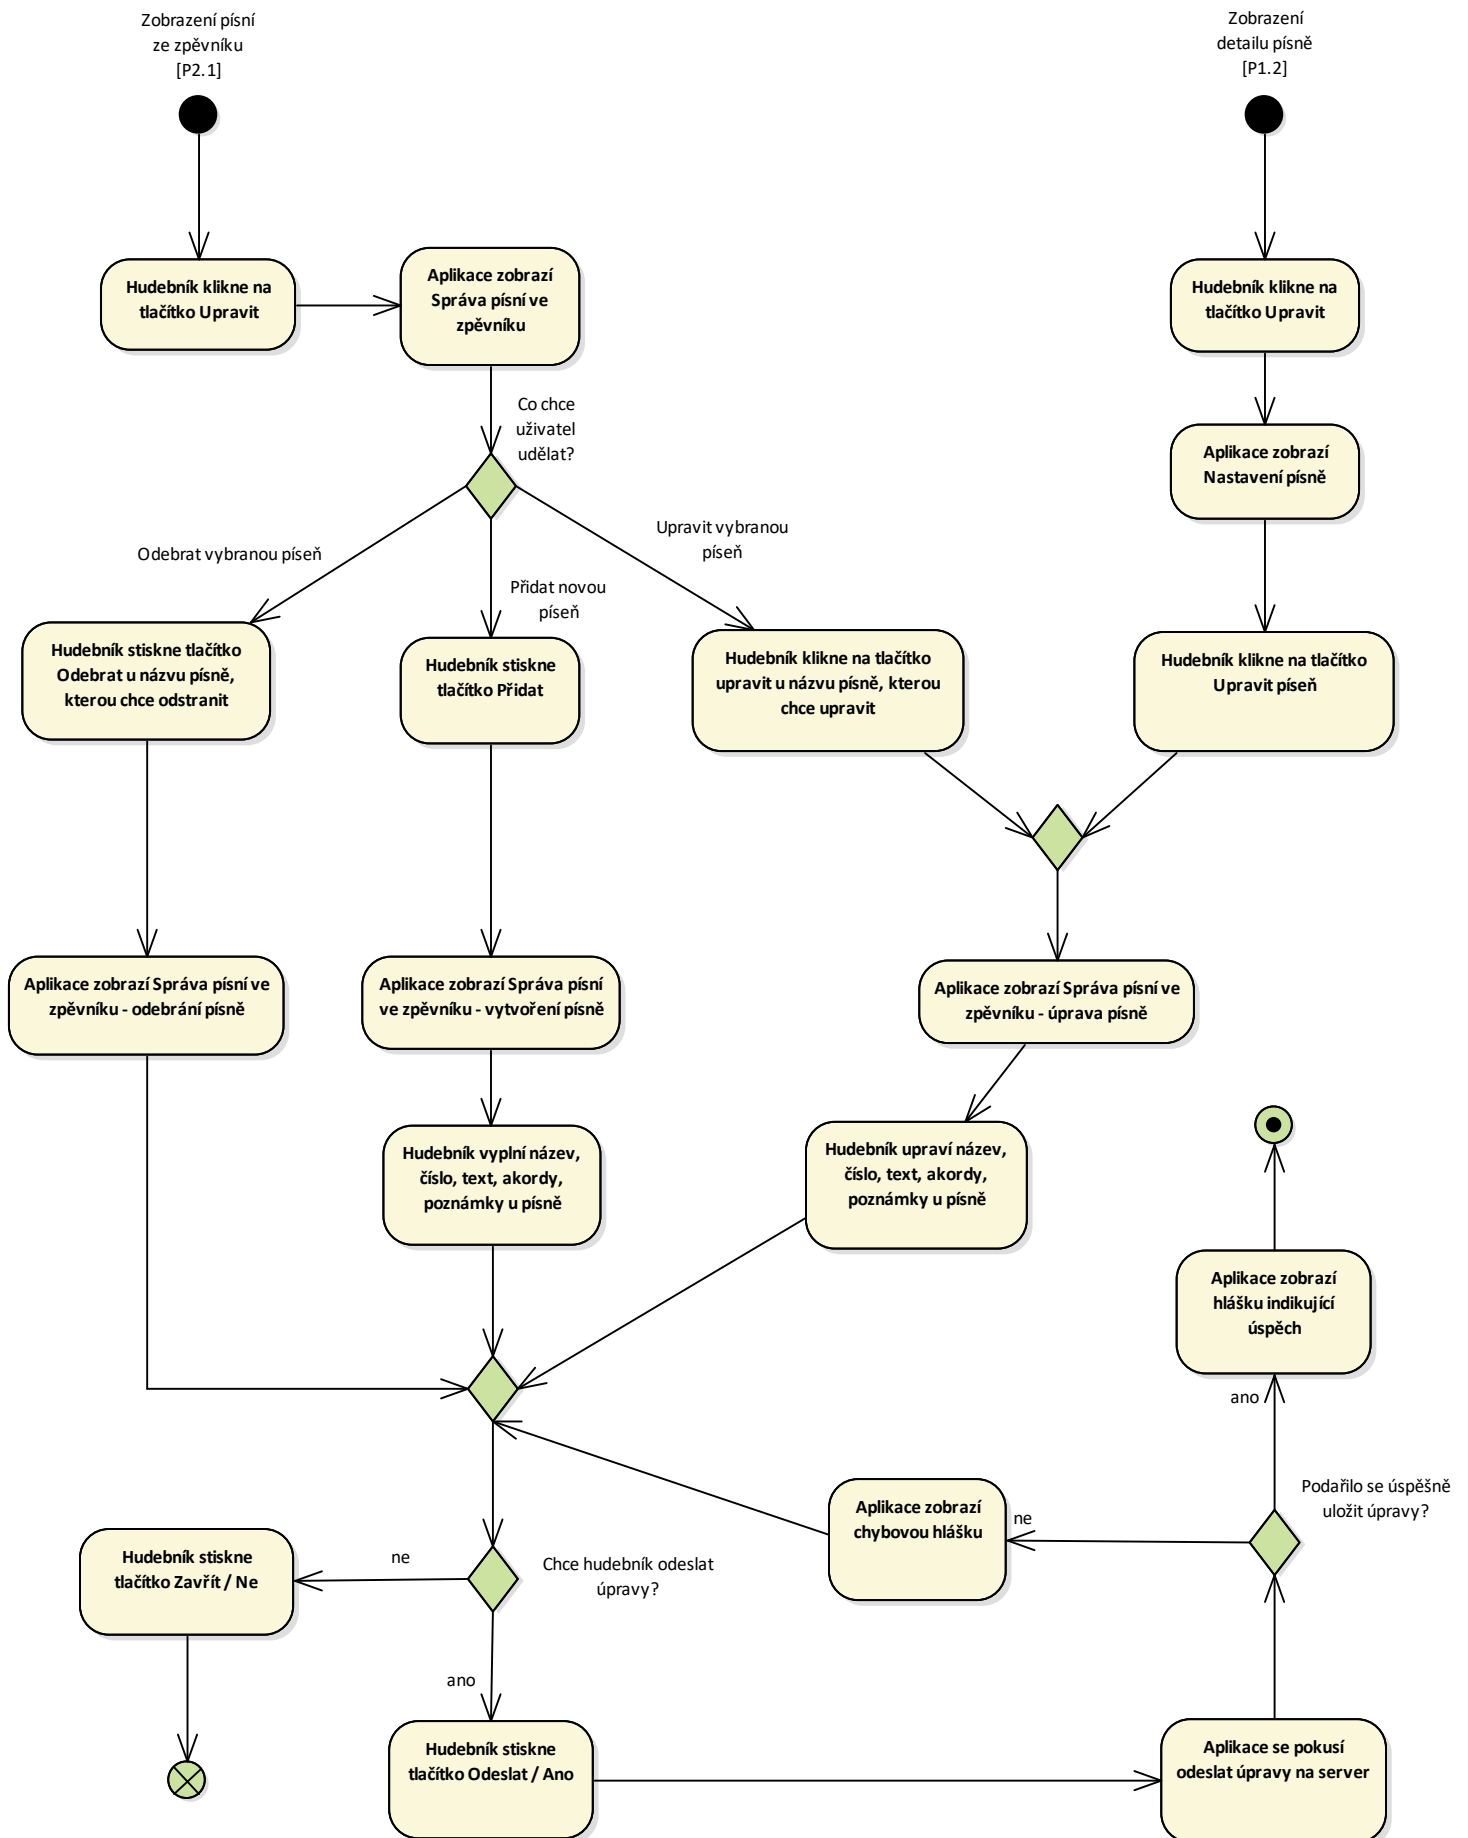 Zobrazení písní
ze zpěvníku
[P2.1]
Zobrazení
detailu písně
[P1.2]
Hudebník klikne na
tlačítko Upravit
Aplikace zobrazí
Správa písní ve
zpěvníku
Hudebník klikne na
tlačítko Upravit
Co chce
uživatel
udělat?
Aplikace zobrazí
Nastavení písně
Odebrat vybranou píseň
Přidat novou
píseň
Upravit vybranou
píseň
Hudebník stiskne tlačítko
Odebrat u názvu písně,
kterou chce odstranit
Hudebník stiskne
tlačítko Přidat
Hudebník klikne na tlačítko
upravit u názvu písně, kterou
chce upravit
Hudebník klikne na tlačítko
Upravit píseň
Aplikace zobrazí Správa písní ve
zpěvníku - odebrání písně
Aplikace zobrazí Správa písní
ve zpěvníku - vytvoření písně
Aplikace zobrazí Správa písní ve
zpěvníku - úprava písně
Hudebník vyplní název,
číslo, text, akordy,
poznámky u písně
Hudebník upraví název,
číslo, text, akordy,
poznámky u písně
Aplikace zobrazí
hlášku indikující
úspěch
ano
Podařilo se úspěšně
uložit úpravy?
ne
Aplikace zobrazí
chybovou hlášku
Hudebník stiskne
tlačítko Zavřít / Ne
ne
Chce hudebník odeslat
úpravy?
ano
Hudebník stiskne
tlačítko Odeslat / Ano
Aplikace se pokusí
odeslat úpravy na server